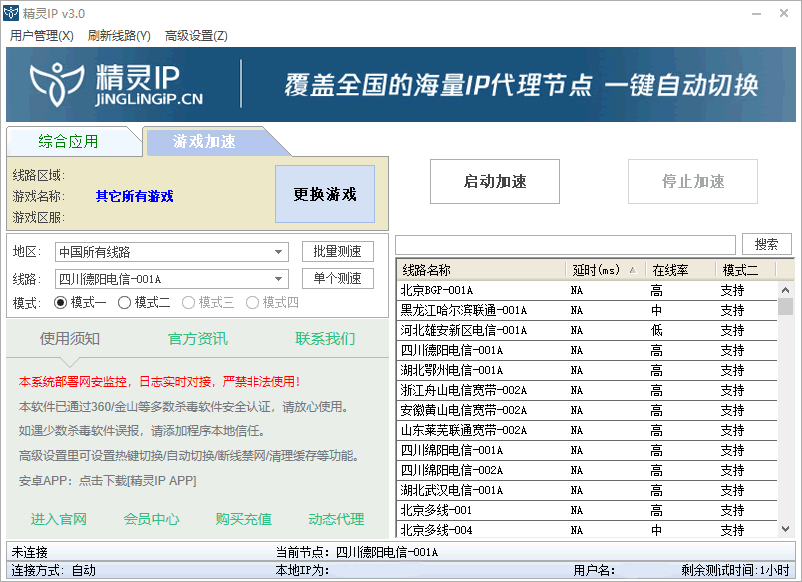 精灵IP v3.0
用户管理(X) 刷新线路(Y) 高级设置(Z)
精灵IP
JINGLINGIP.CN
覆盖全国的海量IP代理节点 一键自动切换
综合应用 游戏加速
线路区域:
游戏名称: 其它所有游戏
游戏区服:
更换游戏
启动加速 停止加速
地区: 中国所有线路 批量测速
线路: 四川德阳电信-001A 单个测速
模式: 模式一 模式二 模式三 模式四
使用须知 官方资讯 联系我们
本系统部署网安监控，日志实时对接，严禁非法使用！
本软件已通过360/金山等多数杀毒软件安全认证，请放心使用。
如遇少数杀毒软件误报，请添加程序本地信任。
高级设置里可设置热键切换/自动切换/断线禁网/清理缓存等功能。
安卓APP：点击下载[精灵IP APP]
进入官网 会员中心 购买充值 动态代理
搜索
线路名称 延时(ms) 在线率 模式二
北京BGP-001A NA 高 支持
黑龙江哈尔滨联通-001A NA 中 支持
河北雄安新区电信-001A NA 低 支持
四川德阳电信-001A NA 高 支持
湖北鄂州电信-001A NA 高 支持
浙江舟山电信宽带-002A NA 高 支持
安徽黄山电信宽带-002A NA 高 支持
山东莱芜联通宽带-002A NA 高 支持
四川绵阳电信-001A NA 高 支持
四川绵阳电信-002A NA 高 支持
湖北武汉电信-001A NA 高 支持
北京多线-001 NA 高 支持
北京多线-004 NA 中 支持
未连接 当前节点: 四川德阳电信-001A
连接方式: 自动 本地IP为: 用户名: 剩余测试时间:1小时